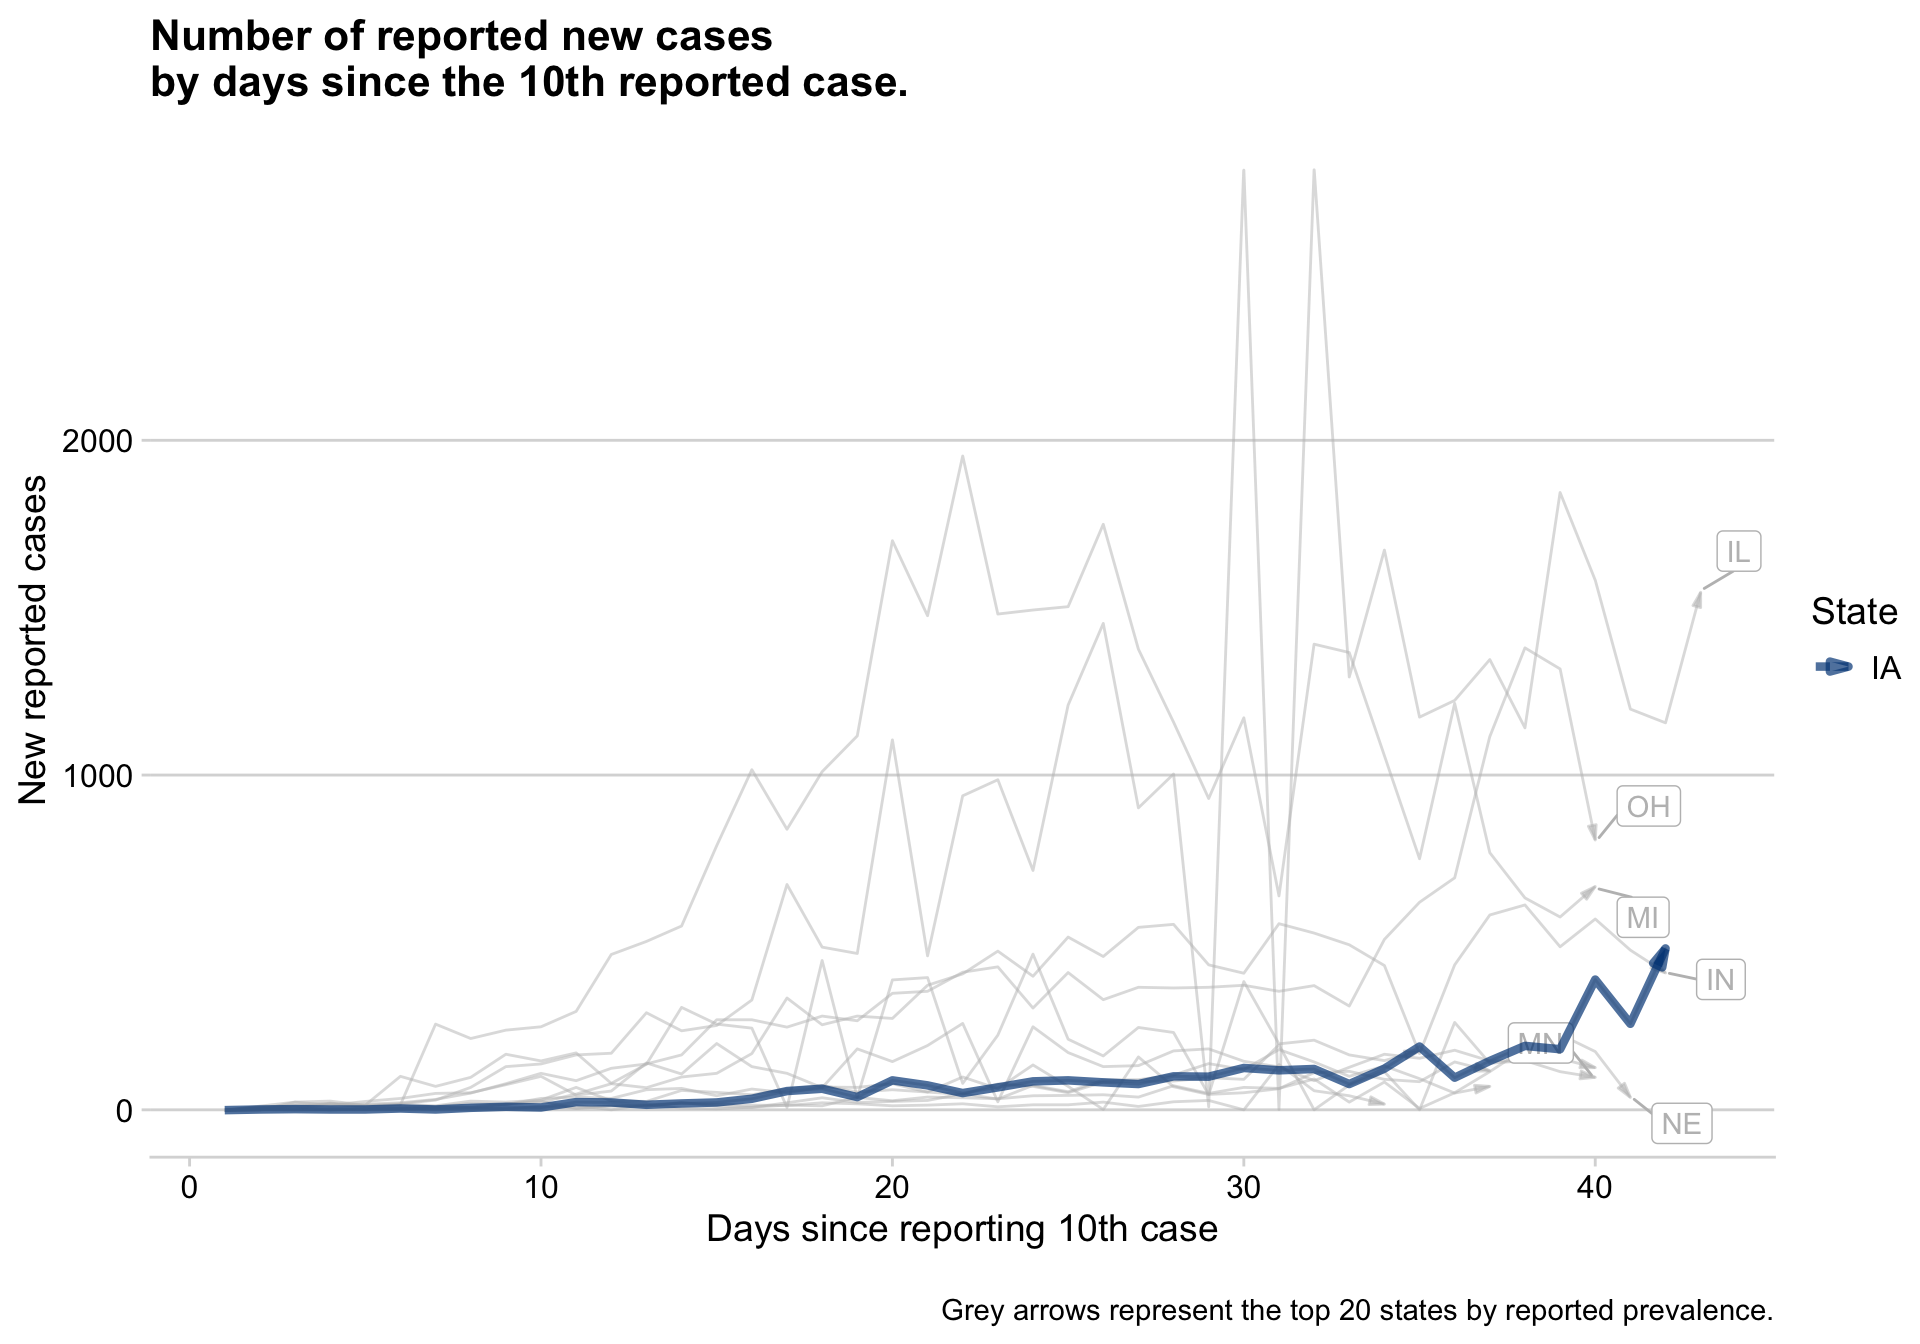 Number of reported new cases
by days since the 10th reported case.
New reported cases
2000
1000
0
IL
OH
MI
IN
MN
NE
State
IA
0 10 20 30 40
Days since reporting 10th case
Grey arrows represent the top 20 states by reported prevalence.